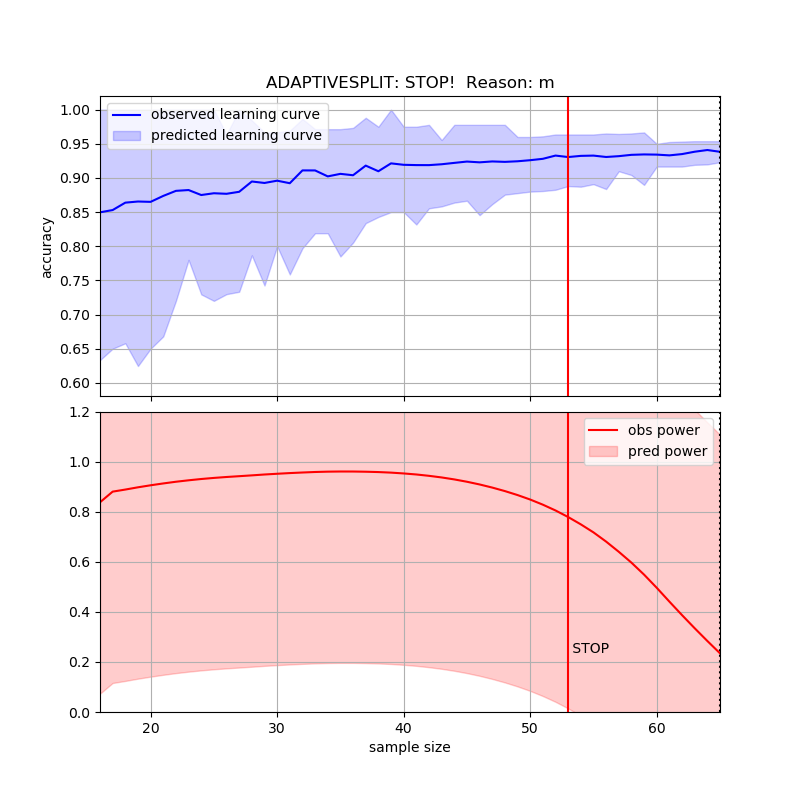 ADAPTIVESPLIT: STOP!  Reason: m
observed learning curve
predicted learning curve
accuracy
1.00
0.95
0.90
0.85
0.80
0.75
0.70
0.65
0.60
obs power
pred power
STOP
1.2
1.0
0.8
0.6
0.4
0.2
0.0
20 30 40 50 60
sample size